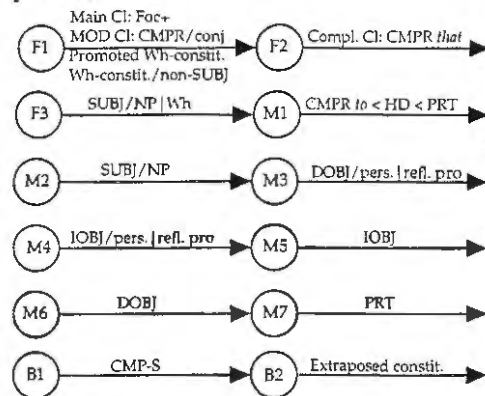 Main Cl: Foc+
MOD Cl: CMPR/conj
F1
F2
Compl. Cl: CMPR that
Promoted Wh-constit.
Wh-constit./non-SUBJ
F3
SUBJ/NP|Wh
M1
CMPR to < HD < PRT
M2
SUBJ/NP
M3
DOBJ/pers.|refl. pro
M4
IOBJ/pers.|refl. pro
M5
IOBJ
M6
DOBJ
M7
PRT
B1
CMP-S
B2
Extraposed constit.